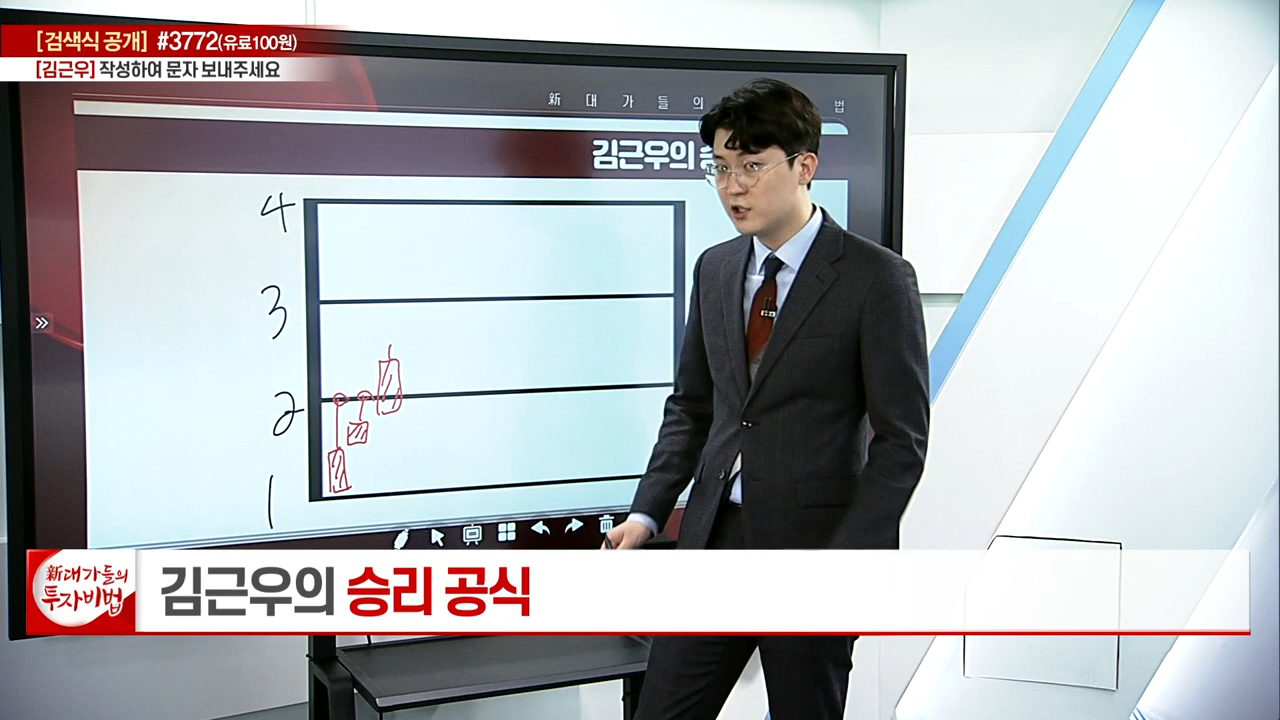 [검색식 공개] #3772(유료100원)
[김근우] 작성하여 문자 보내주세요
新 대 가 들 의
법
김근우의
4
3
2
1
新대가들의
투자비법
김근우의 승리 공식